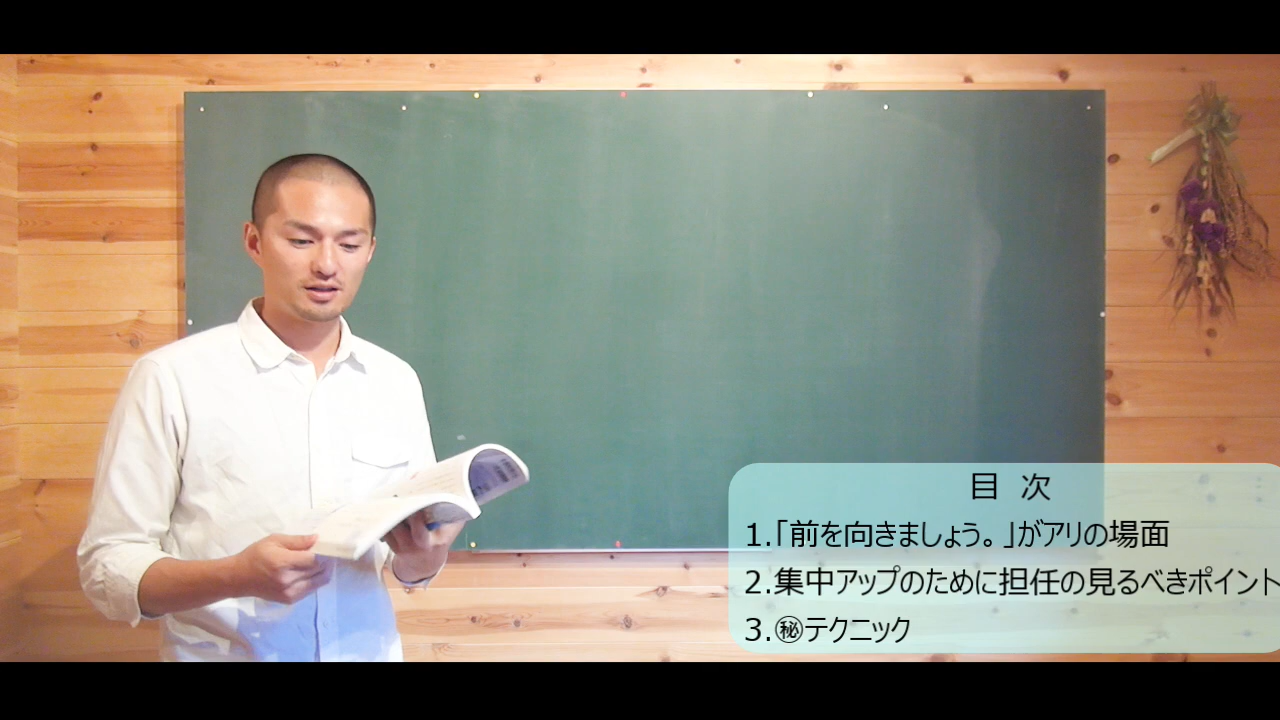 目 次
1.「前を向きましょう。」がアリの場面
2.集中アップのために担任の見るべきポイント
3.㊙テクニック